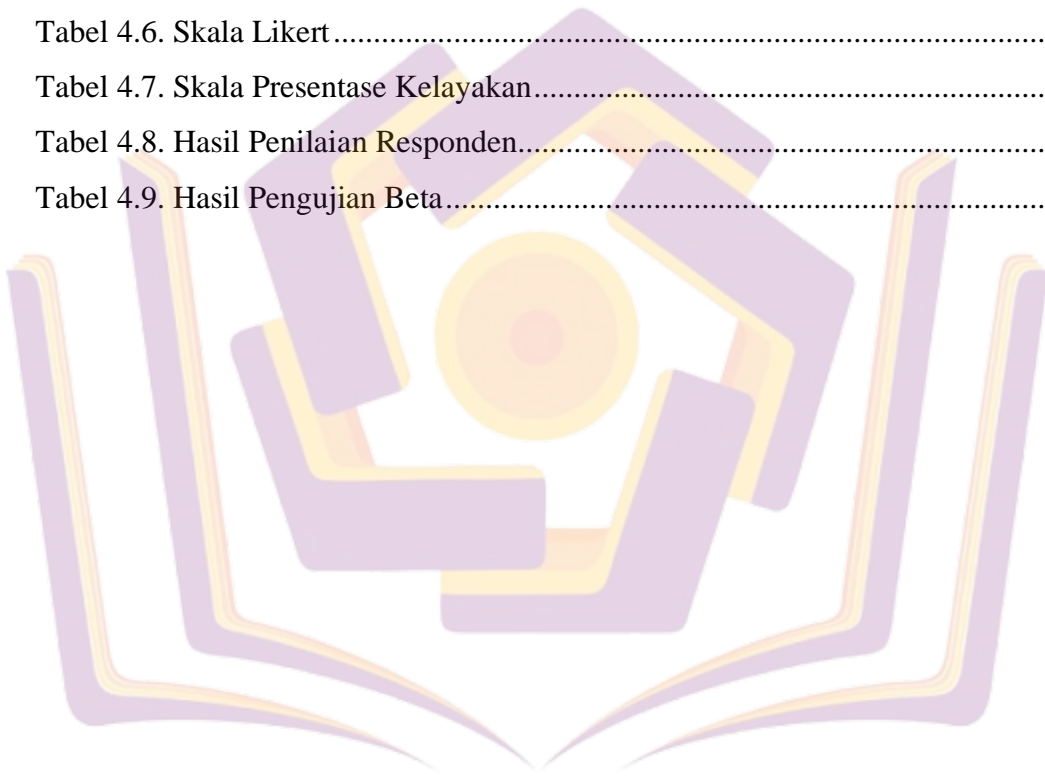 Tabel 4.6. Skala Likert....................................................................................................
Tabel 4.7. Skala Presentase Kelayakan..................................................................
Tabel 4.8. Hasil Penilaian Responden....................................................................
Tabel 4.9. Hasil Pengujian Beta.............................................................................